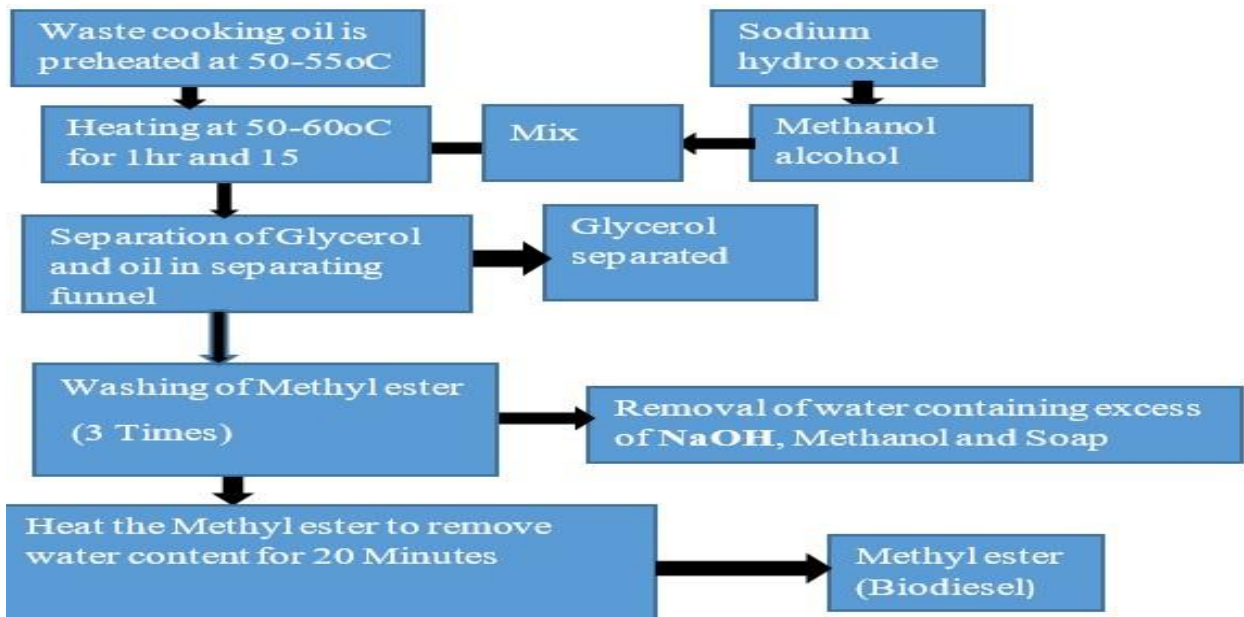 Waste cooking oil is
preheated at 50-55oC
Sodium
hydro oxide
Heating at 50-60oC
for 1hr and 15
Mix
Methanol
alcohol
Separation of Glycerol
and oil in separating
funnel
Glycerol
separated
Washing of Methyl ester
(3 Times)
Removal of water containing excess
of NaOH, Methanol and Soap
Heat the Methyl ester to remove
water content for 20 Minutes
Methyl ester
(Biodiesel)